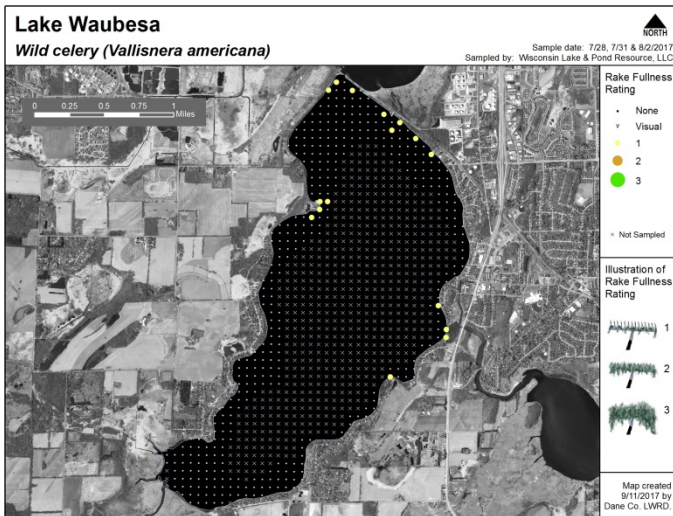 Lake Waubesa
Wild celery (Vallisnera americana)
NORTH
Sample date: 7/28, 7/31 & 8/2/2017
Sampled by: Wisconsin Lake & Pond Resource, LLC
0 0.25 0.5 1
Miles
Rake Fullness
Rating
None
v Visual
1
2
3
× Not Sampled
Illustration of
Rake Fullness
Rating
1
2
3
Map created
9/11/2017 by
Dane Co. LWRD.